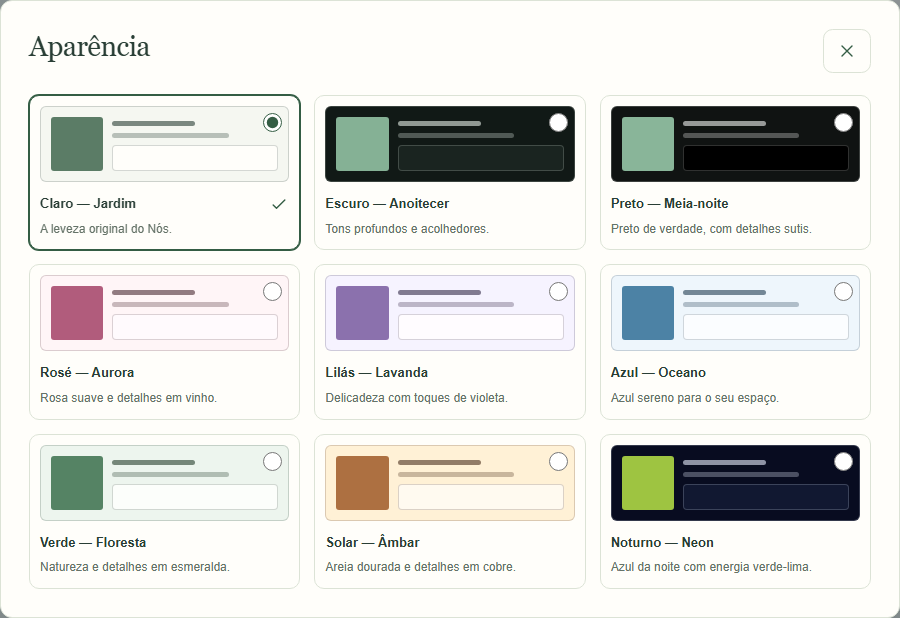 Aparência
Claro — Jardim
A leveza original do Nós.
Escuro — Anoitecer
Tons profundos e acolhedores.
Preto — Meia-noite
Preto de verdade, com detalhes sutis.
Rosé — Aurora
Rosa suave e detalhes em vinho.
Lilás — Lavanda
Delicadeza com toques de violeta.
Azul — Oceano
Azul sereno para o seu espaço.
Verde — Floresta
Natureza e detalhes em esmeralda.
Solar — Âmbar
Areia dourada e detalhes em cobre.
Noturno — Neon
Azul da noite com energia verde-lima.